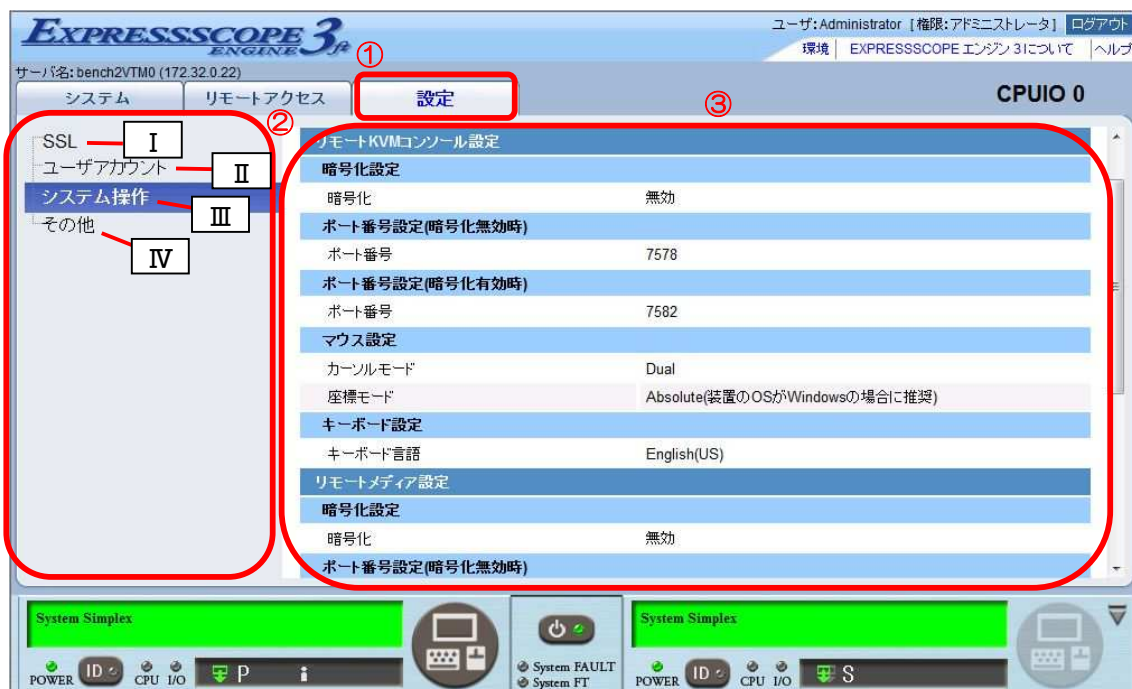 EXPRESSSCOPE ENGINE 3 ft
ユーザ:Administrator [権限:アドミニストレータ] ログアウト
環境 EXPRESSSCOPE エンジン 3について ヘルプ
サーバ名: bench2VTM0 (172.32.0.22)
①
システム リモートアクセス 設定 CPUIO 0
②
③
SSL
Ⅰ
ユーザアカウント
Ⅱ
システム操作
Ⅲ
その他
Ⅳ
リモートKVMコンソール設定
暗号化設定
暗号化 無効
ポート番号設定(暗号化無効時)
ポート番号 7578
ポート番号設定(暗号化有効時)
ポート番号 7582
マウス設定
カーソルモード Dual
座標モード Absolute(装置のOSがWindowsの場合に推奨)
キーボード設定
キーボード言語 English(US)
リモートメディア設定
暗号化設定
暗号化 無効
ポート番号設定(暗号化無効時)
System Simplex
POWER ID CPU I/O P i
System FAULT
System FT
System Simplex
POWER ID CPU I/O S